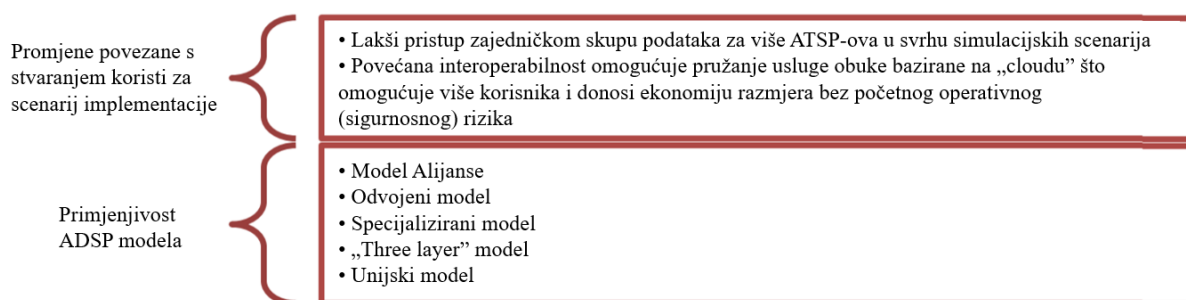 Promjene povezane s
stvaranjem koristi za
scenarij implementacije
• Lakši pristup zajedničkom skupu podataka za više ATSP-ova u svrhu simulacijskih scenarija
• Povećana interoperabilnost omogućuje pružanje usluge obuke bazirane na „cloudu” što
omogućuje više korisnika i donosi ekonomiju razmjera bez početnog operativnog
(sigurnosnog) rizika
Primjenjivost
ADSP modela
• Model Alijanse
• Odvojeni model
• Specijalizirani model
• „Three layer” model
• Unijski model